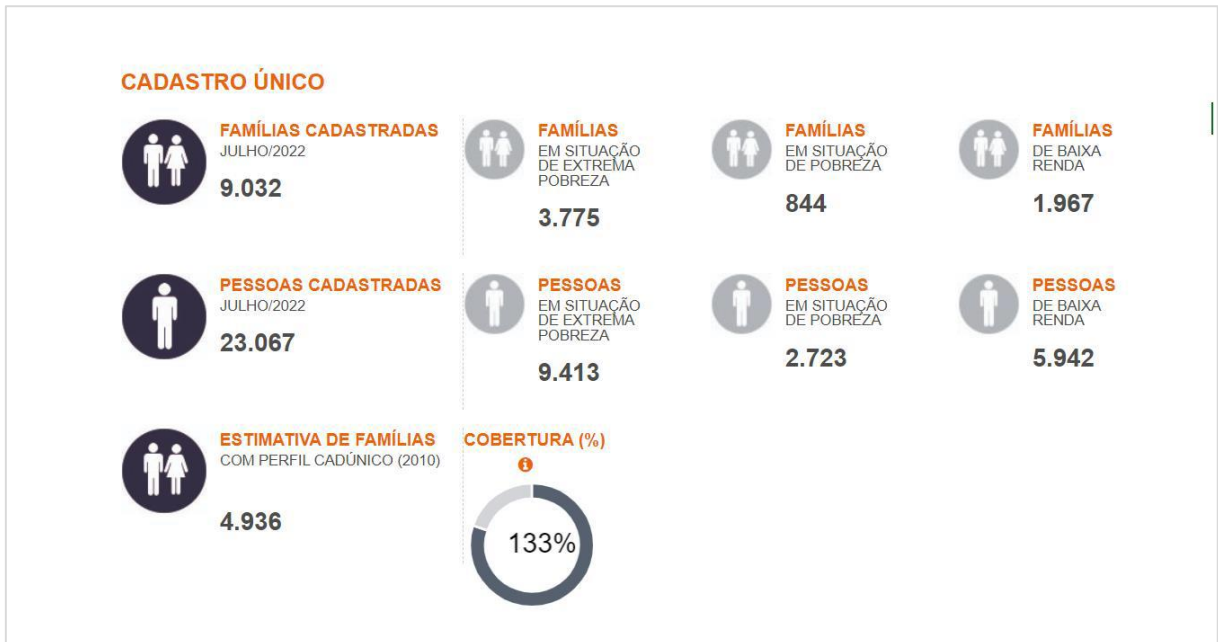 CADASTRO ÚNICO
FAMÍLIAS CADASTRADAS
JULHO/2022
9.032
FAMÍLIAS
EM SITUAÇÃO
DE EXTREMA
POBREZA
3.775
FAMÍLIAS
EM SITUAÇÃO
DE POBREZA
844
FAMÍLIAS
DE BAIXA
RENDA
1.967
PESSOAS CADASTRADAS
JULHO/2022
23.067
PESSOAS
EM SITUAÇÃO
DE EXTREMA
POBREZA
9.413
PESSOAS
EM SITUAÇÃO
DE POBREZA
2.723
PESSOAS
DE BAIXA
RENDA
5.942
ESTIMATIVA DE FAMÍLIAS
COM PERFIL CADÚNICO (2010)
4.936
COBERTURA (%)
133%